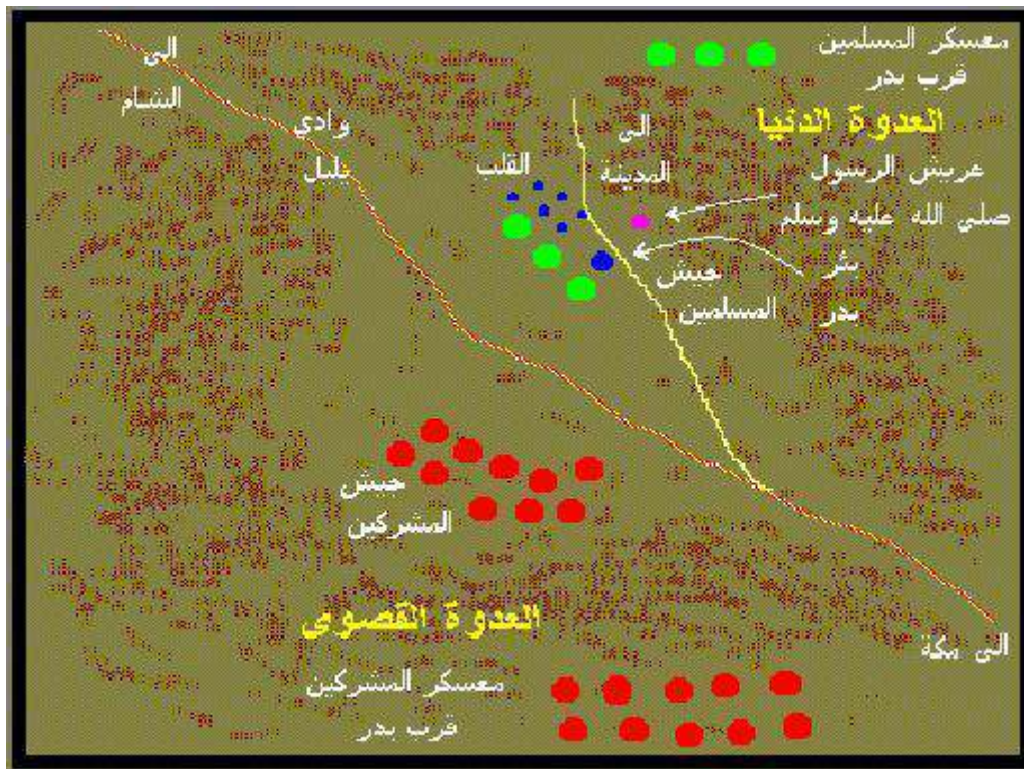 معسكر المسلمين
قرب بدر
العدوة الدنيا
عريش الرسول
صلى الله عليه وسلم
بئر
بدر
الى
المدينة
جيش
المسلمين
القلب
وادي
يليل
الى
الشام
جيش
المشركين
العدوة القصوى
معسكر المشركين
قرب بدر
الى مكة